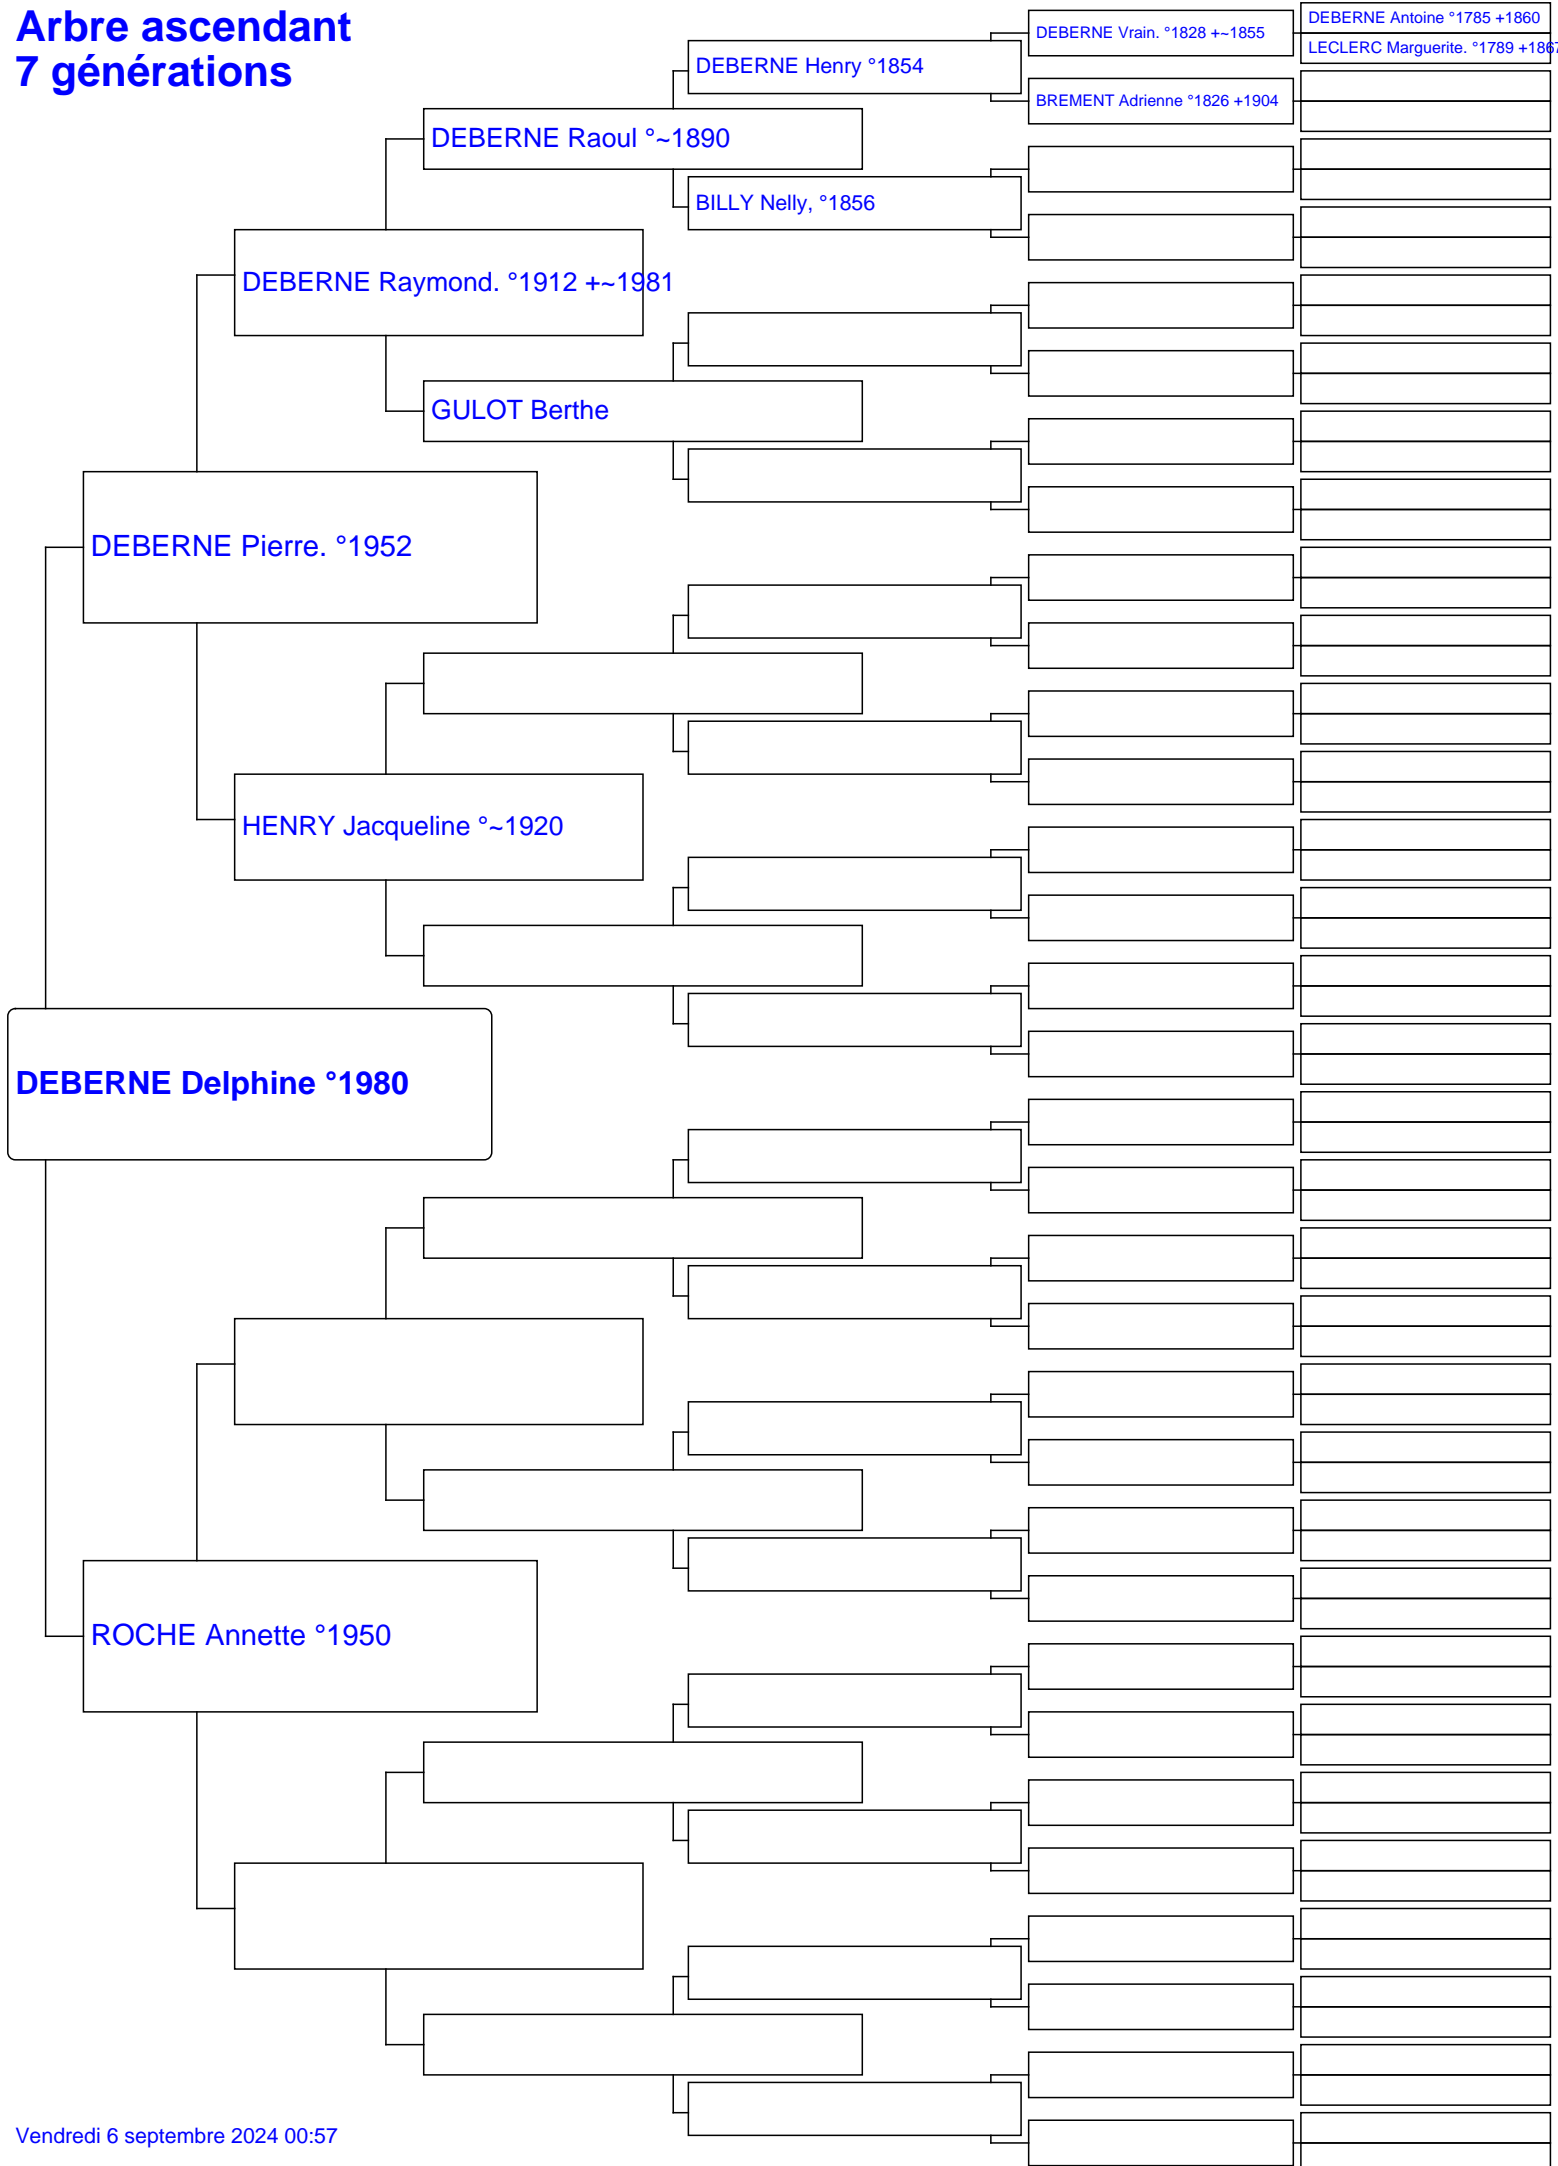 Arbre ascendant
7 générations
DEBERNE Antoine °1785 +1860
DEBERNE Vrain. °1828 +~1855
LECLERC Marguerite. °1789 +1867
DEBERNE Henry °1854
BREMENT Adrienne °1826 +1904
DEBERNE Raoul °~1890
BILLY Nelly, °1856
DEBERNE Raymond. °1912 +~1981
GULOT Berthe
DEBERNE Pierre. °1952
HENRY Jacqueline °~1920
DEBERNE Delphine °1980
ROCHE Annette °1950
Vendredi 6 septembre 2024 00:57